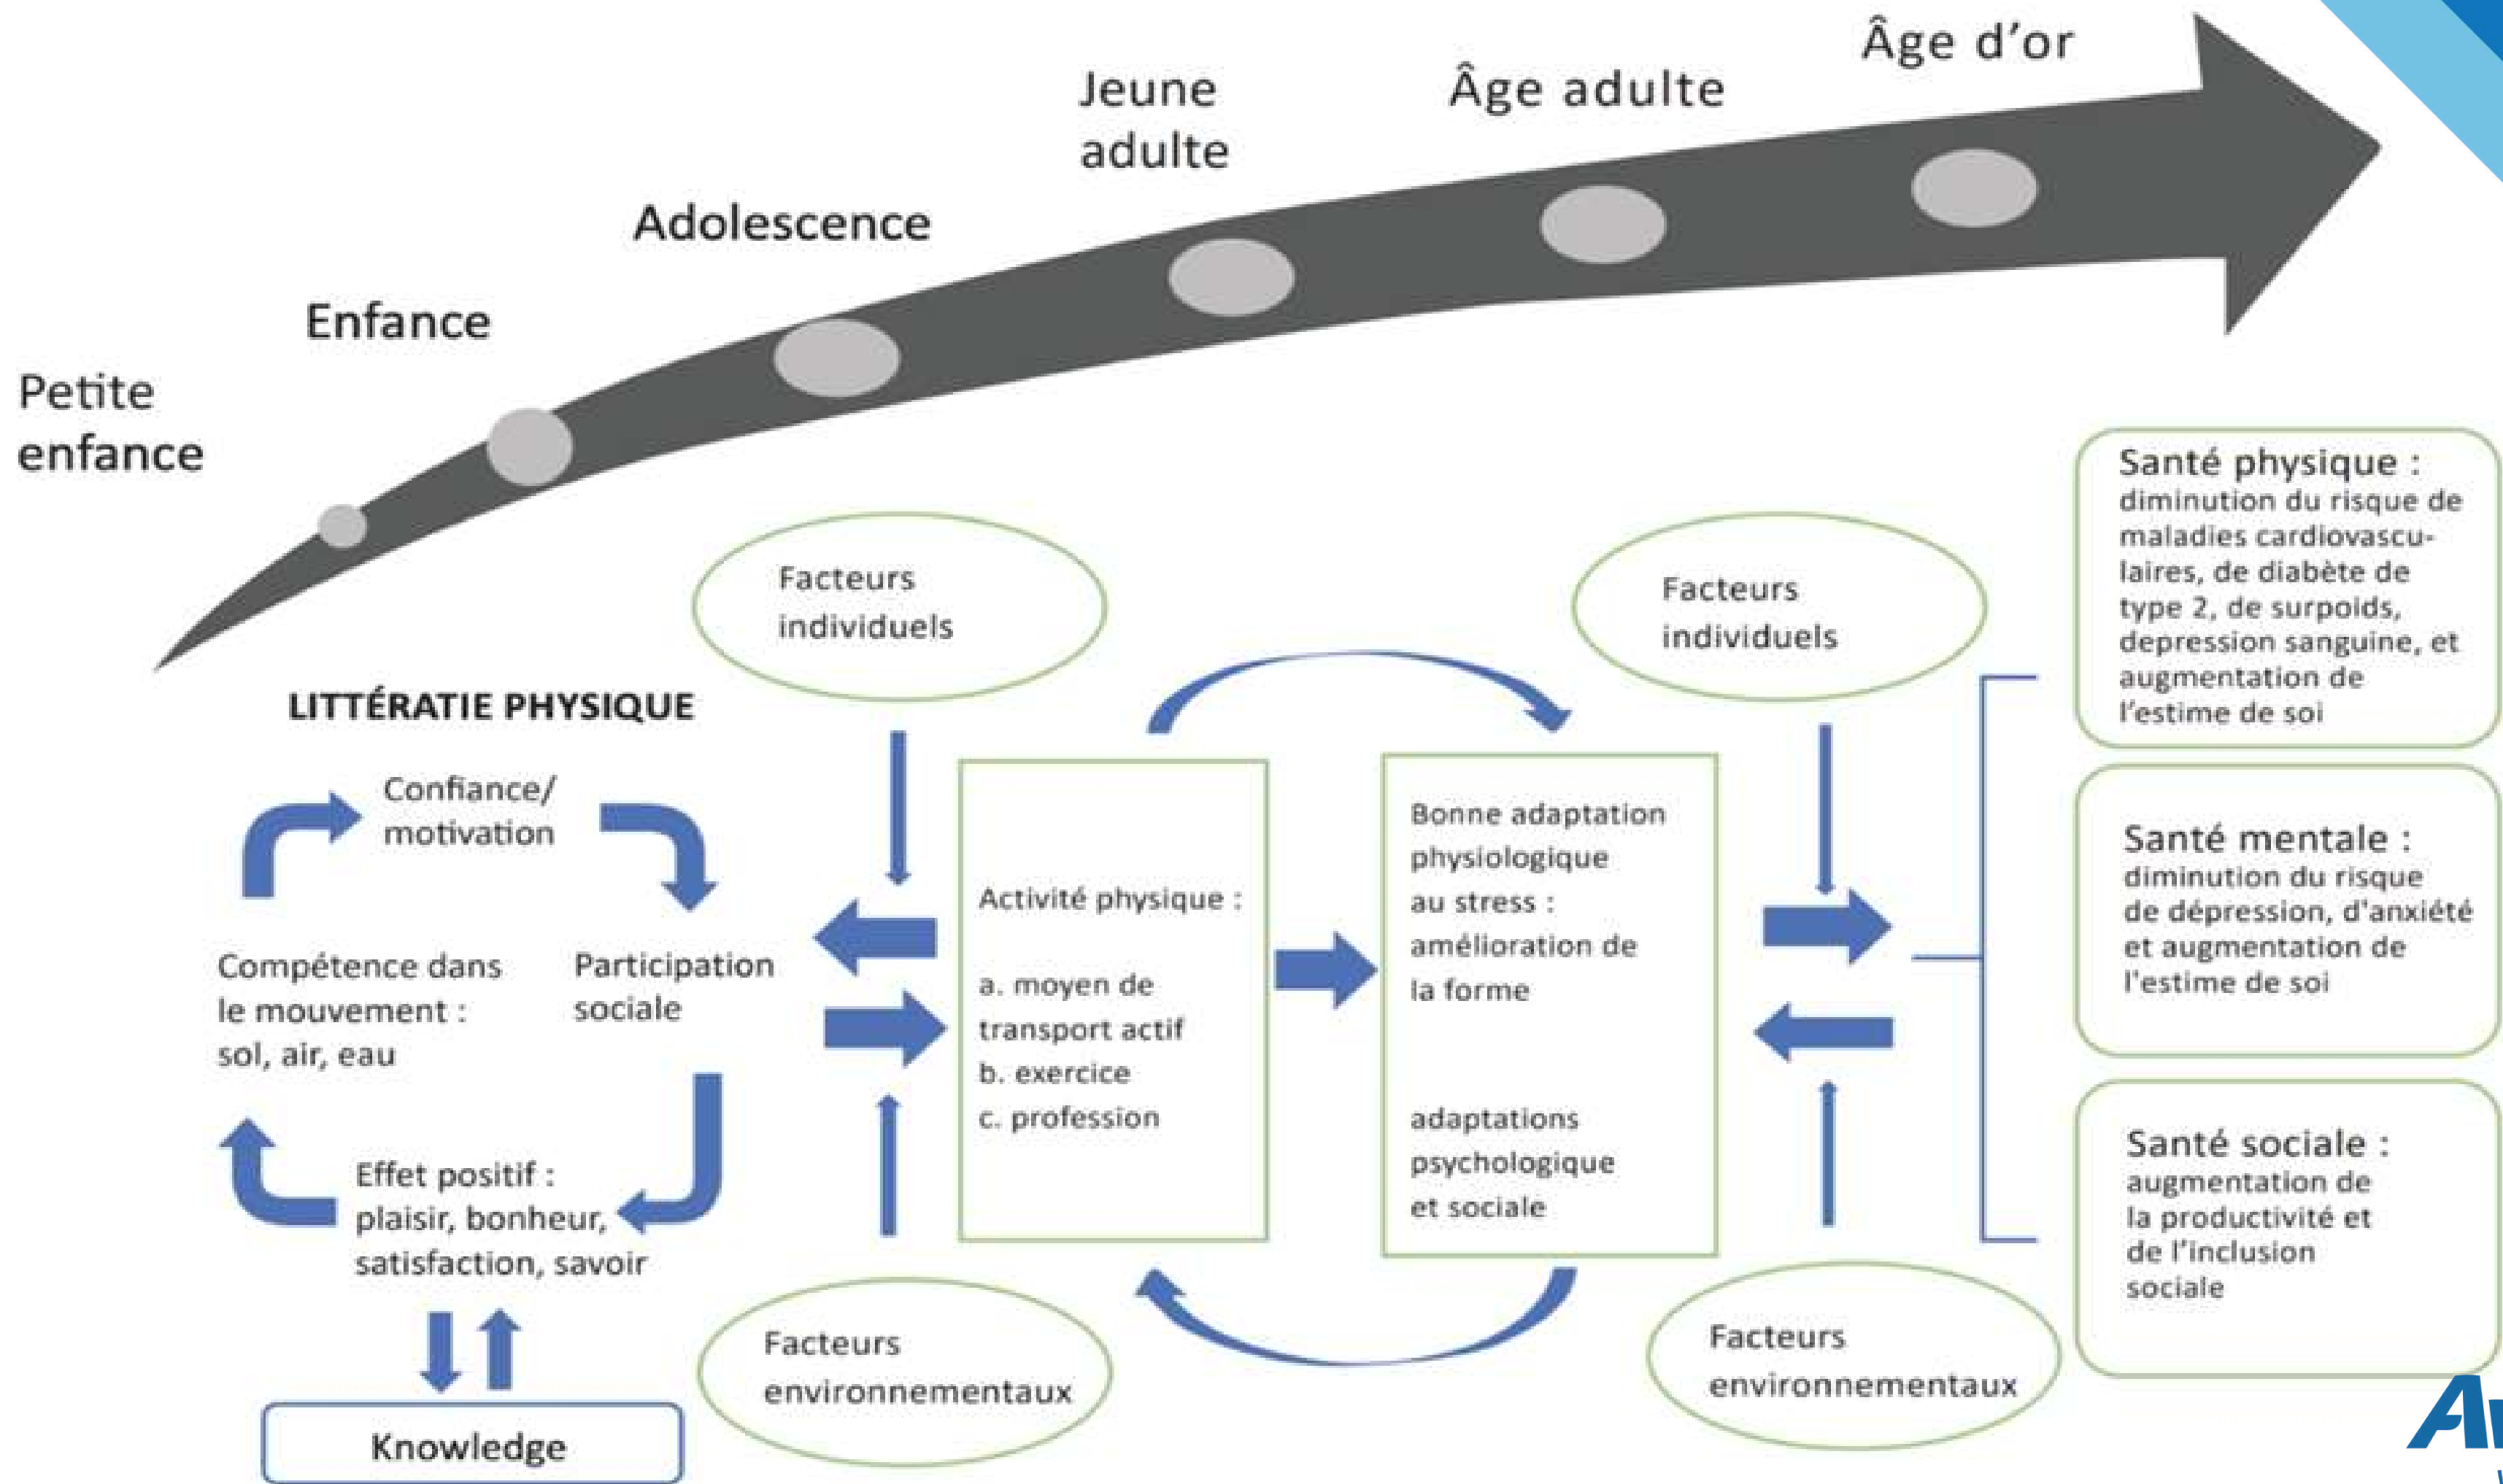 Petite
enfance
Enfance
Adolescence
Jeune
adulte
Âge adulte
Âge d'or
LITTÉRATIE PHYSIQUE
Confiance/
motivation
Compétence dans
le mouvement :
sol, air, eau
Participation
sociale
Effet positif :
plaisir, bonheur,
satisfaction, savoir
Knowledge
Facteurs
individuels
Facteurs
environnementaux
Activité physique :
a. moyen de
transport actif
b. exercice
c. profession
Bonne adaptation
physiologique
au stress :
amélioration de
la forme
adaptations
psychologique
et sociale
Facteurs
individuels
Facteurs
environnementaux
Santé physique :
diminution du risque de
maladies cardiovascu-
laires, de diabète de
type 2, de surpoids,
depression sanguine, et
augmentation de
l'estime de soi
Santé mentale :
diminution du risque
de dépression, d'anxiété
et augmentation de
l'estime de soi
Santé sociale :
augmentation de
la productivité et
de l'inclusion
sociale